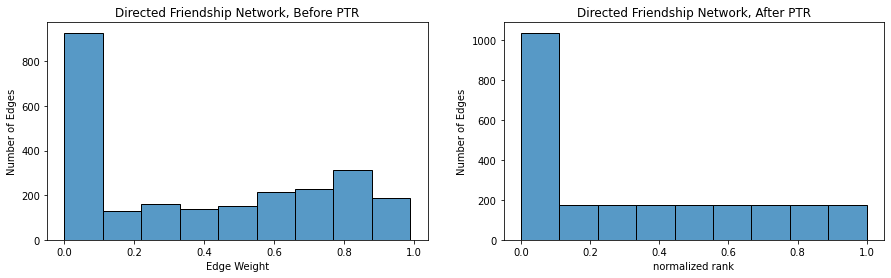 Directed Friendship Network, Before PTR
Number of Edges
800
600
400
200
0
0.0 0.2 0.4 0.6 0.8 1.0
Edge Weight
Directed Friendship Network, After PTR
Number of Edges
1000
800
600
400
200
0
0.0 0.2 0.4 0.6 0.8 1.0
normalized rank